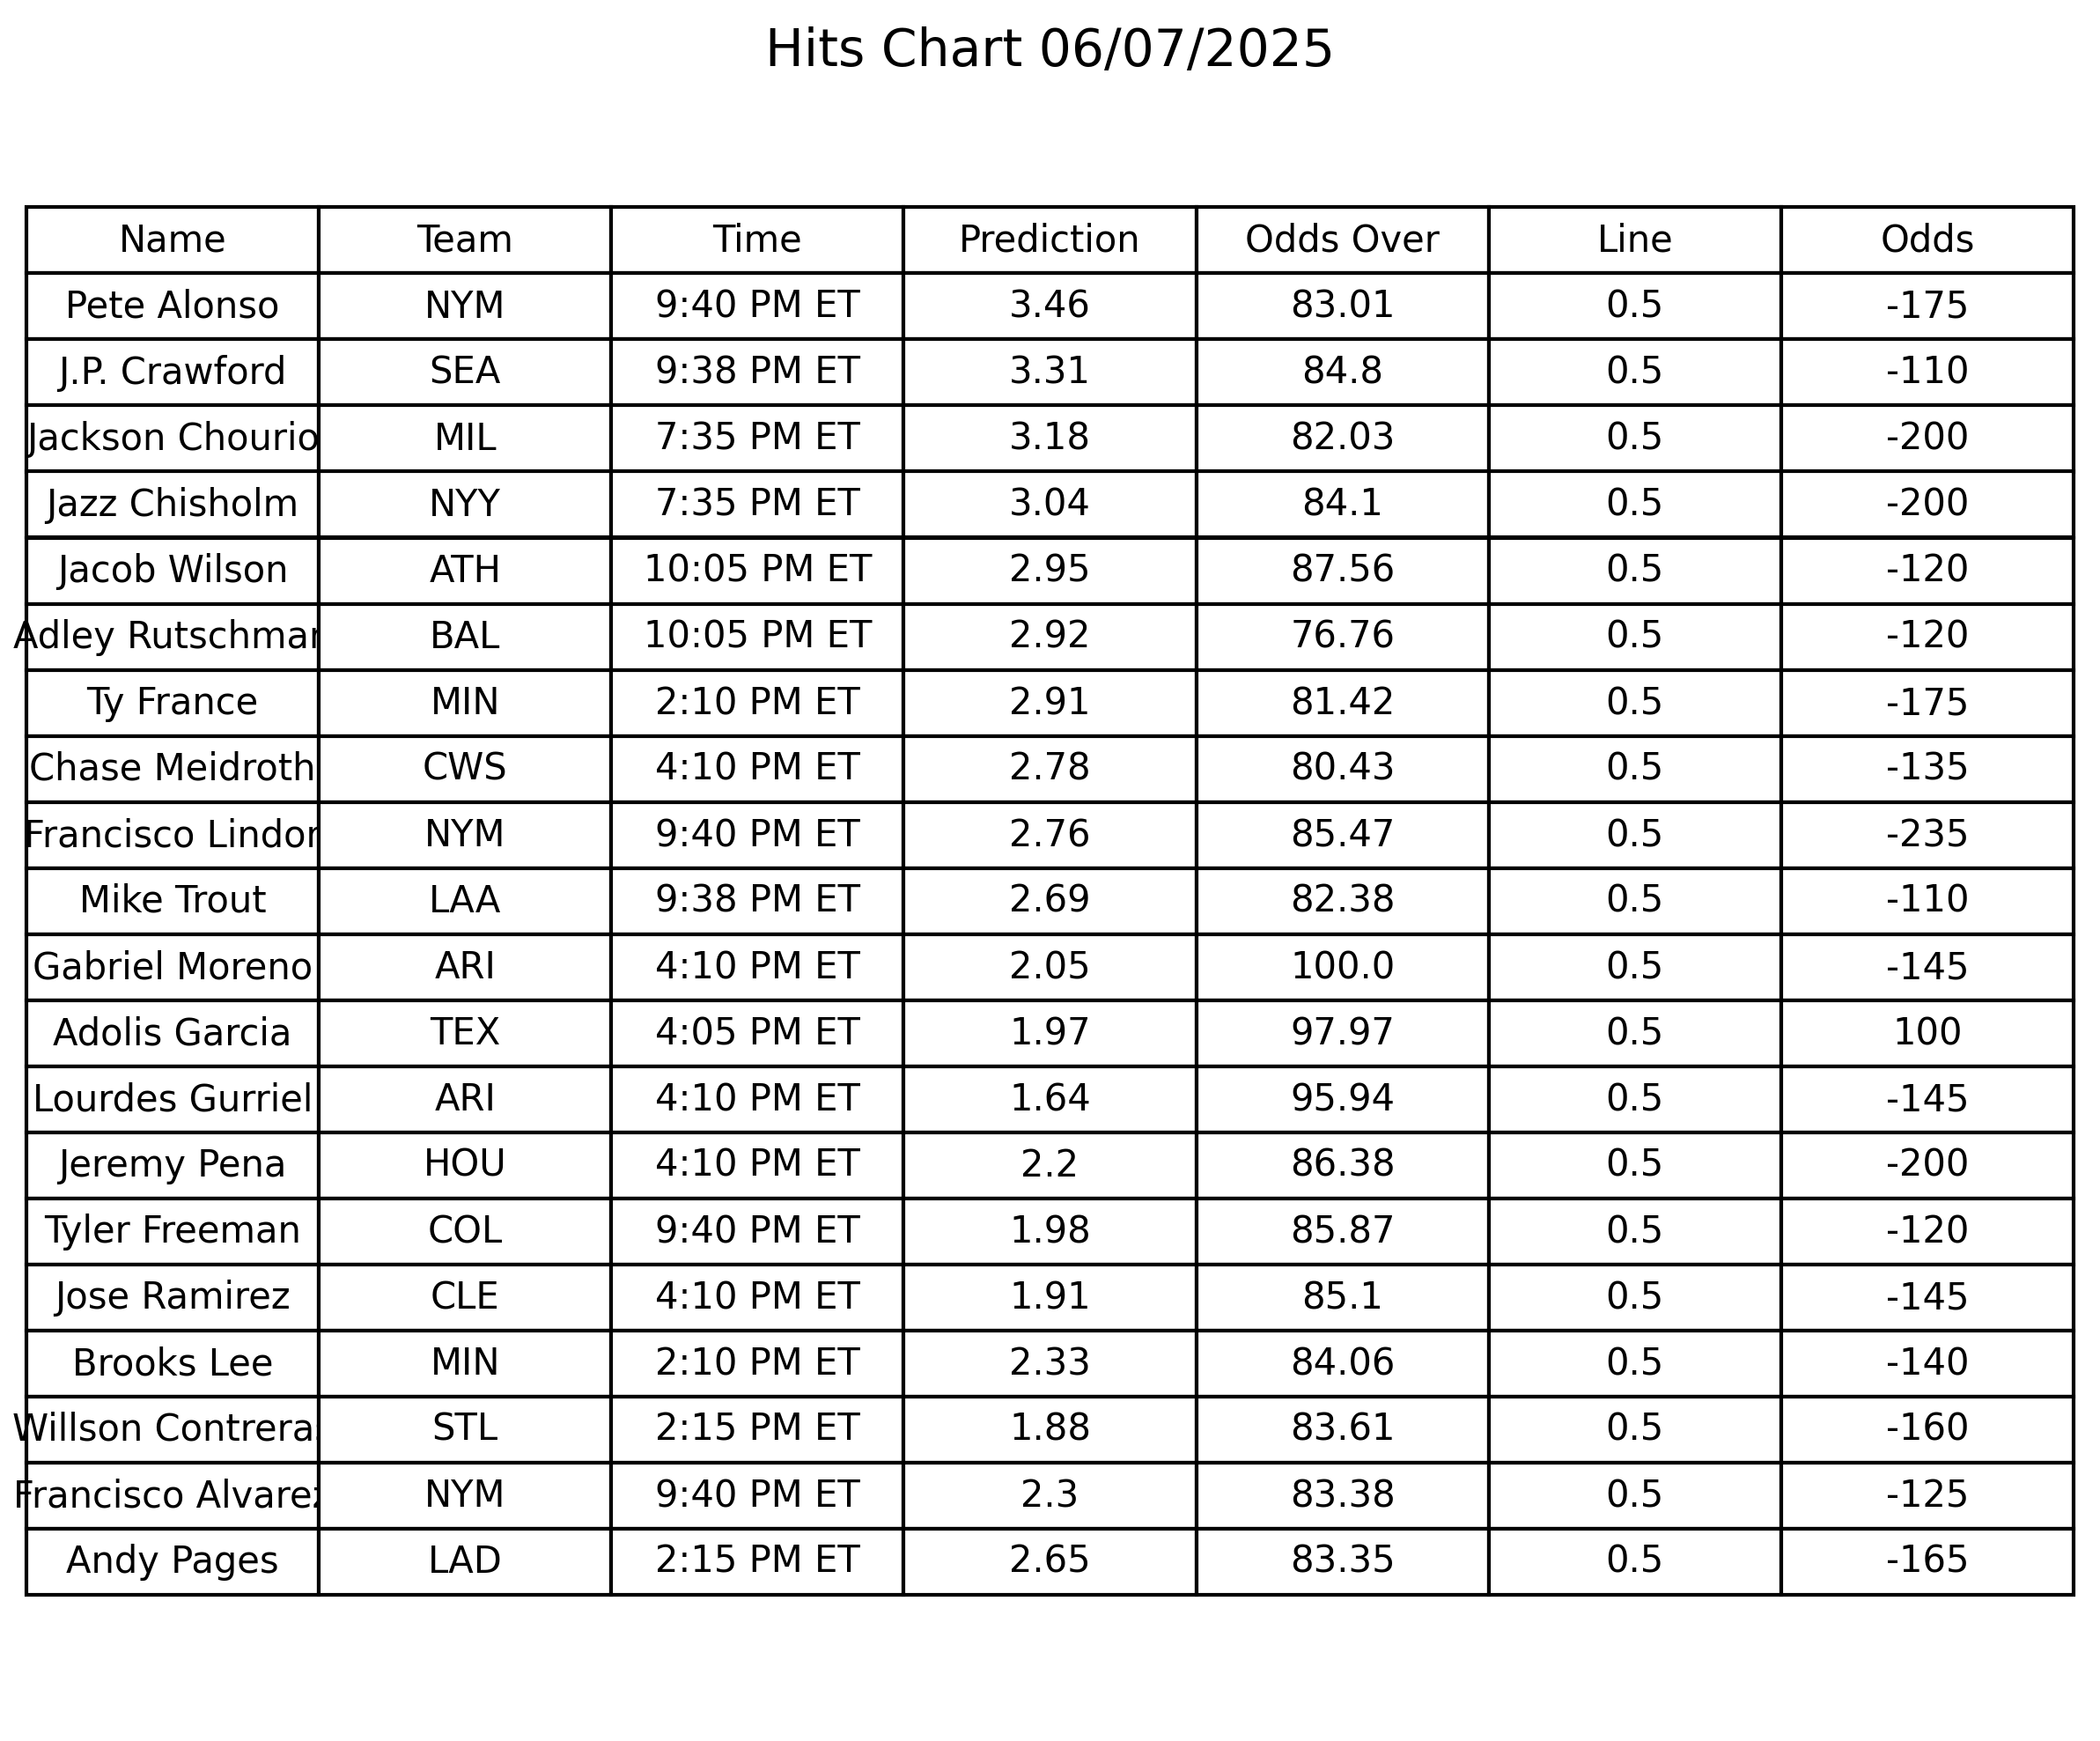 Hits Chart 06/07/2025
Name Team Time Prediction Odds Over Line Odds
Pete Alonso NYM 9:40 PM ET 3.46 83.01 0.5 -175
J.P. Crawford SEA 9:38 PM ET 3.31 84.8 0.5 -110
Jackson Chourio MIL 7:35 PM ET 3.18 82.03 0.5 -200
Jazz Chisholm NYY 7:35 PM ET 3.04 84.1 0.5 -200
Jacob Wilson ATH 10:05 PM ET 2.95 87.56 0.5 -120
Adley Rutschman BAL 10:05 PM ET 2.92 76.76 0.5 -120
Ty France MIN 2:10 PM ET 2.91 81.42 0.5 -175
Chase Meidroth CWS 4:10 PM ET 2.78 80.43 0.5 -135
Francisco Lindor NYM 9:40 PM ET 2.76 85.47 0.5 -235
Mike Trout LAA 9:38 PM ET 2.69 82.38 0.5 -110
Gabriel Moreno ARI 4:10 PM ET 2.05 100.0 0.5 -145
Adolis Garcia TEX 4:05 PM ET 1.97 97.97 0.5 100
Lourdes Gurriel ARI 4:10 PM ET 1.64 95.94 0.5 -145
Jeremy Pena HOU 4:10 PM ET 2.2 86.38 0.5 -200
Tyler Freeman COL 9:40 PM ET 1.98 85.87 0.5 -120
Jose Ramirez CLE 4:10 PM ET 1.91 85.1 0.5 -145
Brooks Lee MIN 2:10 PM ET 2.33 84.06 0.5 -140
Willson Contreras STL 2:15 PM ET 1.88 83.61 0.5 -160
Francisco Alvarez NYM 9:40 PM ET 2.3 83.38 0.5 -125
Andy Pages LAD 2:15 PM ET 2.65 83.35 0.5 -165